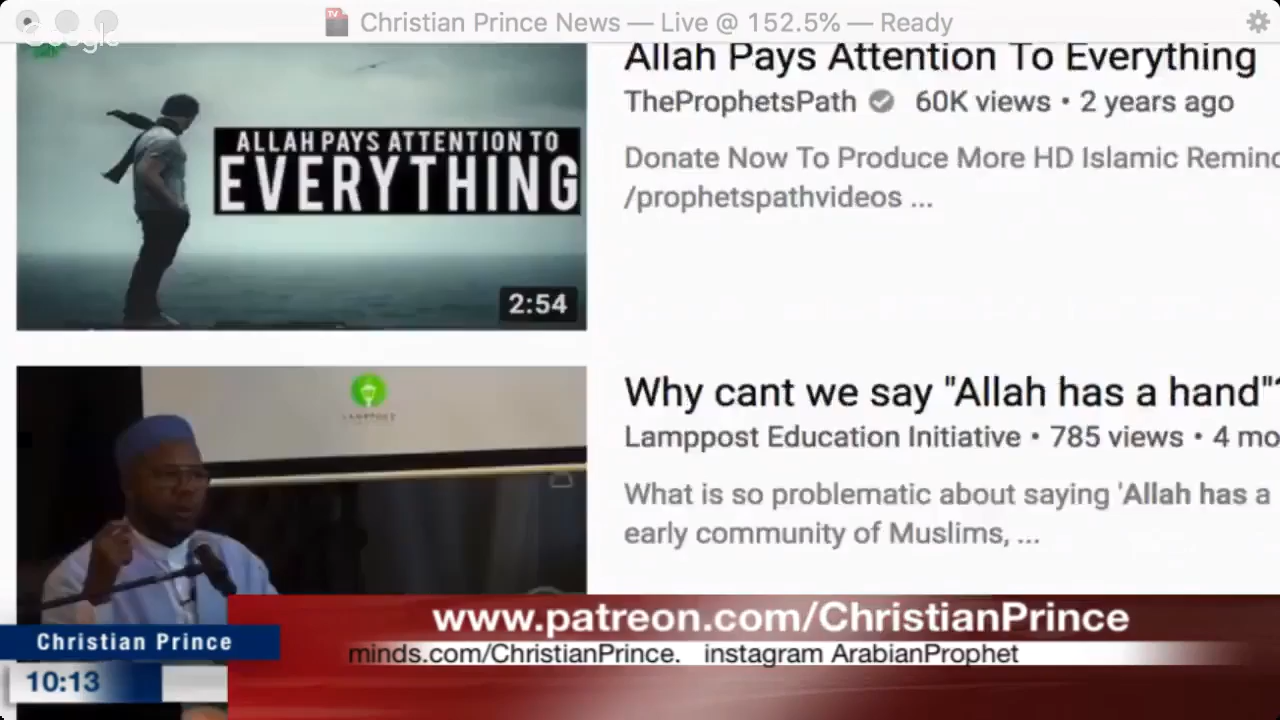 Christian Prince News — Live @ 152.5% — Ready
Google
Allah Pays Attention To Everything
TheProphetsPath 60K views • 2 years ago
Donate Now To Produce More HD Islamic Remind
/prophetspathvideos ...
ALLAH PAYS ATTENTION TO
EVERYTHING
2:54
Why cant we say "Allah has a hand"?
Lamppost Education Initiative • 785 views • 4 mo
What is so problematic about saying 'Allah has a
early community of Muslims, ...
LAMPPOST
www.patreon.com/ChristianPrince
Christian Prince
minds.com/ChristianPrince. instagram ArabianProphet
10:13